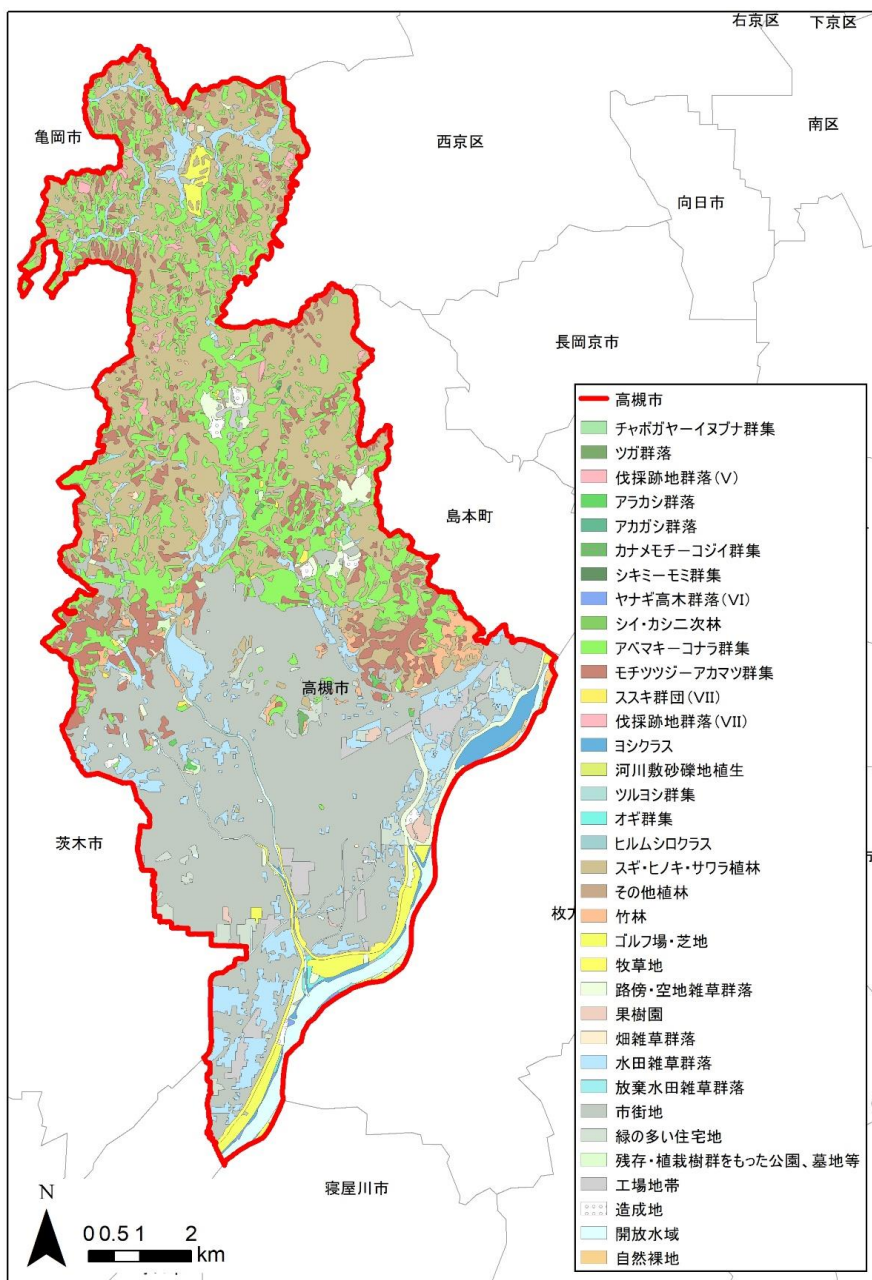 右京区
下京区
南区
亀岡市
西京区
向日市
長岡京市
島本町
高槻市
茨木市
寝屋川市
高槻市
チャボガヤーイヌブナ群集
ツガ群落
伐採跡地群落(Ⅴ)
アラカシ群落
アカガシ群落
カナメモチーコジイ群集
シキミーモミ群集
ヤナギ高木群落(Ⅵ)
シイ・カシ二次林
アベマキーコナラ群集
モチツツジーアカマツ群集
ススキ群団(Ⅶ)
伐採跡地群落(Ⅶ)
ヨシクラス
河川敷砂礫地植生
ツルヨシ群集
オギ群集
ヒルムシロクラス
スギ・ヒノキ・サワラ植林
その他植林
竹林
ゴルフ場・芝地
牧草地
路傍・空地雑草群落
果樹園
畑雑草群落
水田雑草群落
放棄水田雑草群落
市街地
緑の多い住宅地
残存・植栽樹群をもった公園、墓地等
工場地帯
造成地
開放水域
自然裸地
N
0 0.5 1 2
km